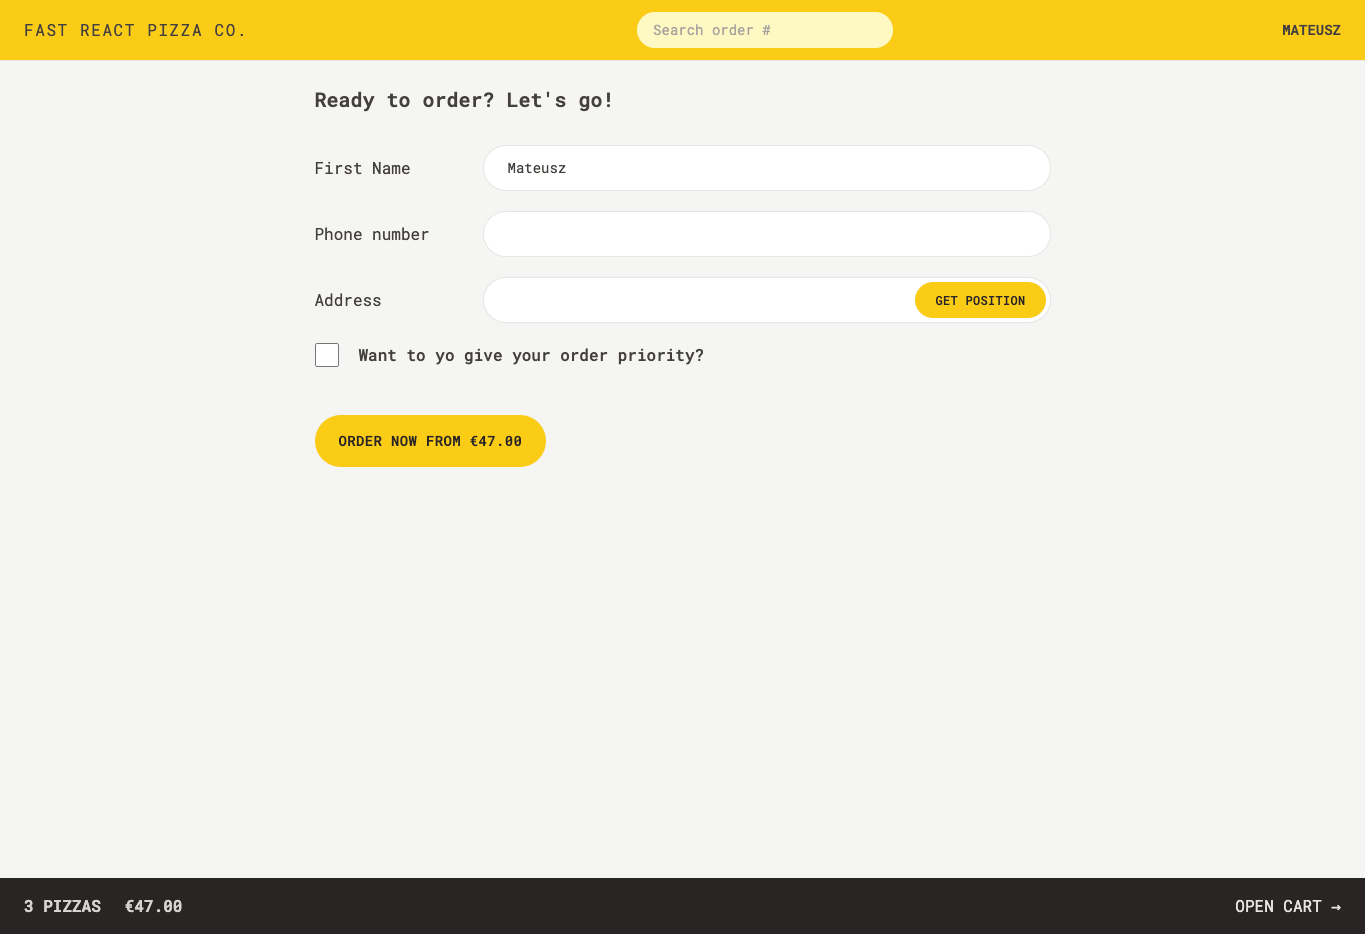 FAST REACT PIZZA CO.
Search order #
MATEUSZ
Ready to order? Let's go!
First Name
Mateusz
Phone number
Address
GET POSITION
Want to yo give your order priority?
ORDER NOW FROM €47.00
3 PIZZAS €47.00
OPEN CART →